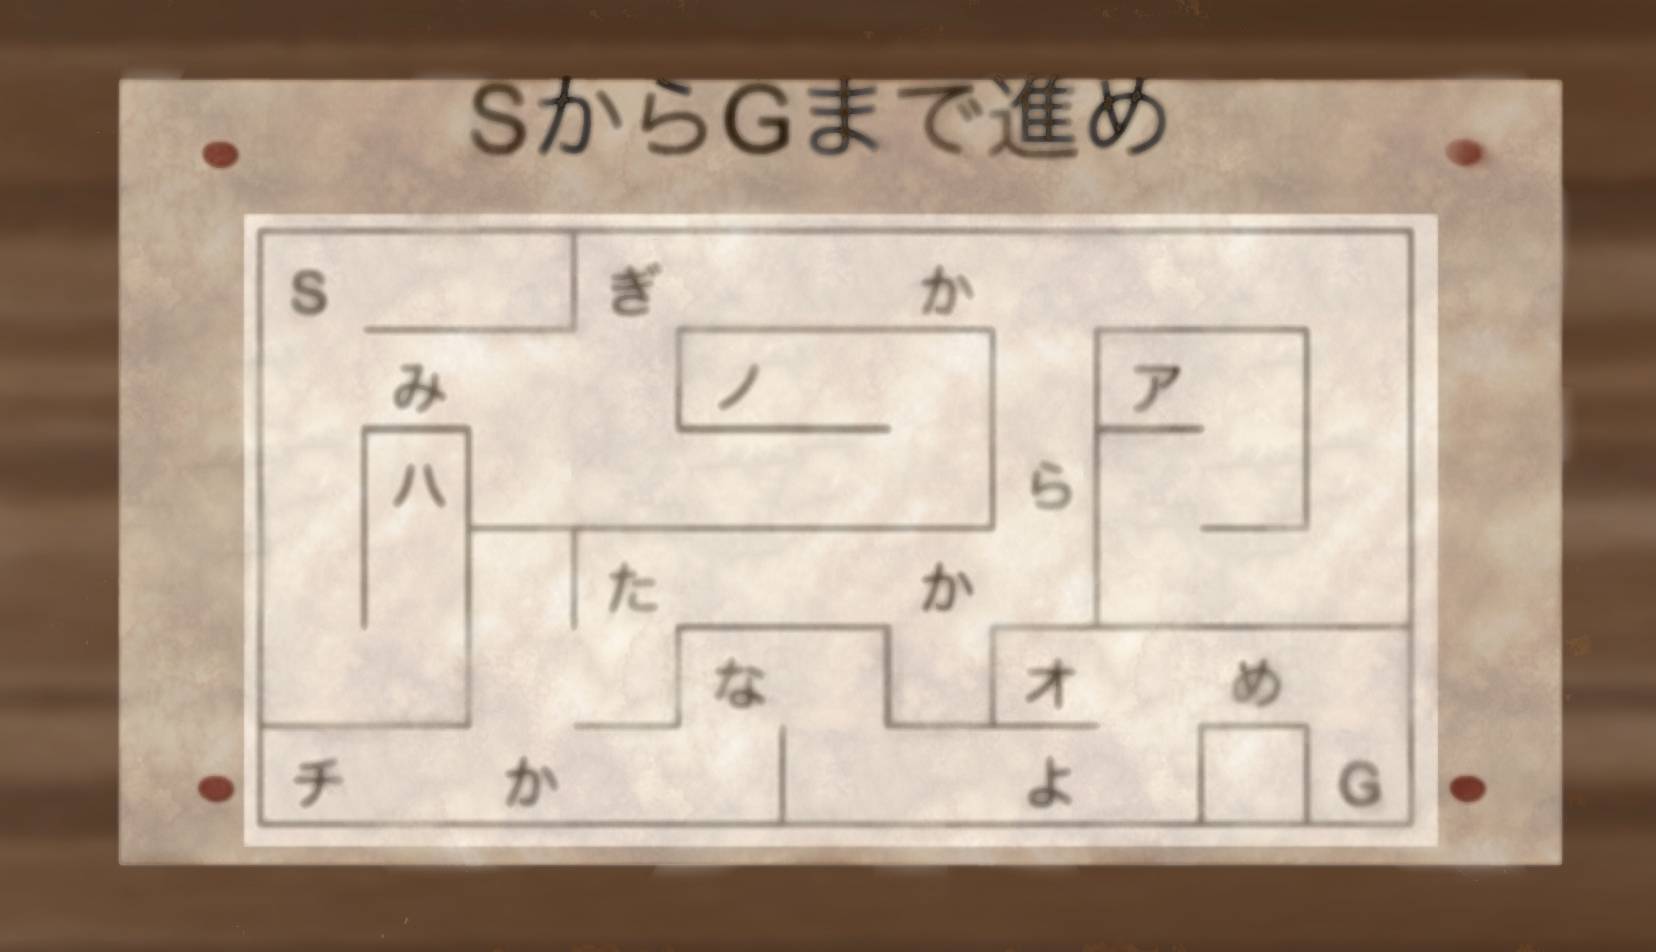 SからGまで進め
S ぎ か
み ノ ア
ハ ら
た か
な オ め
チ か よ G